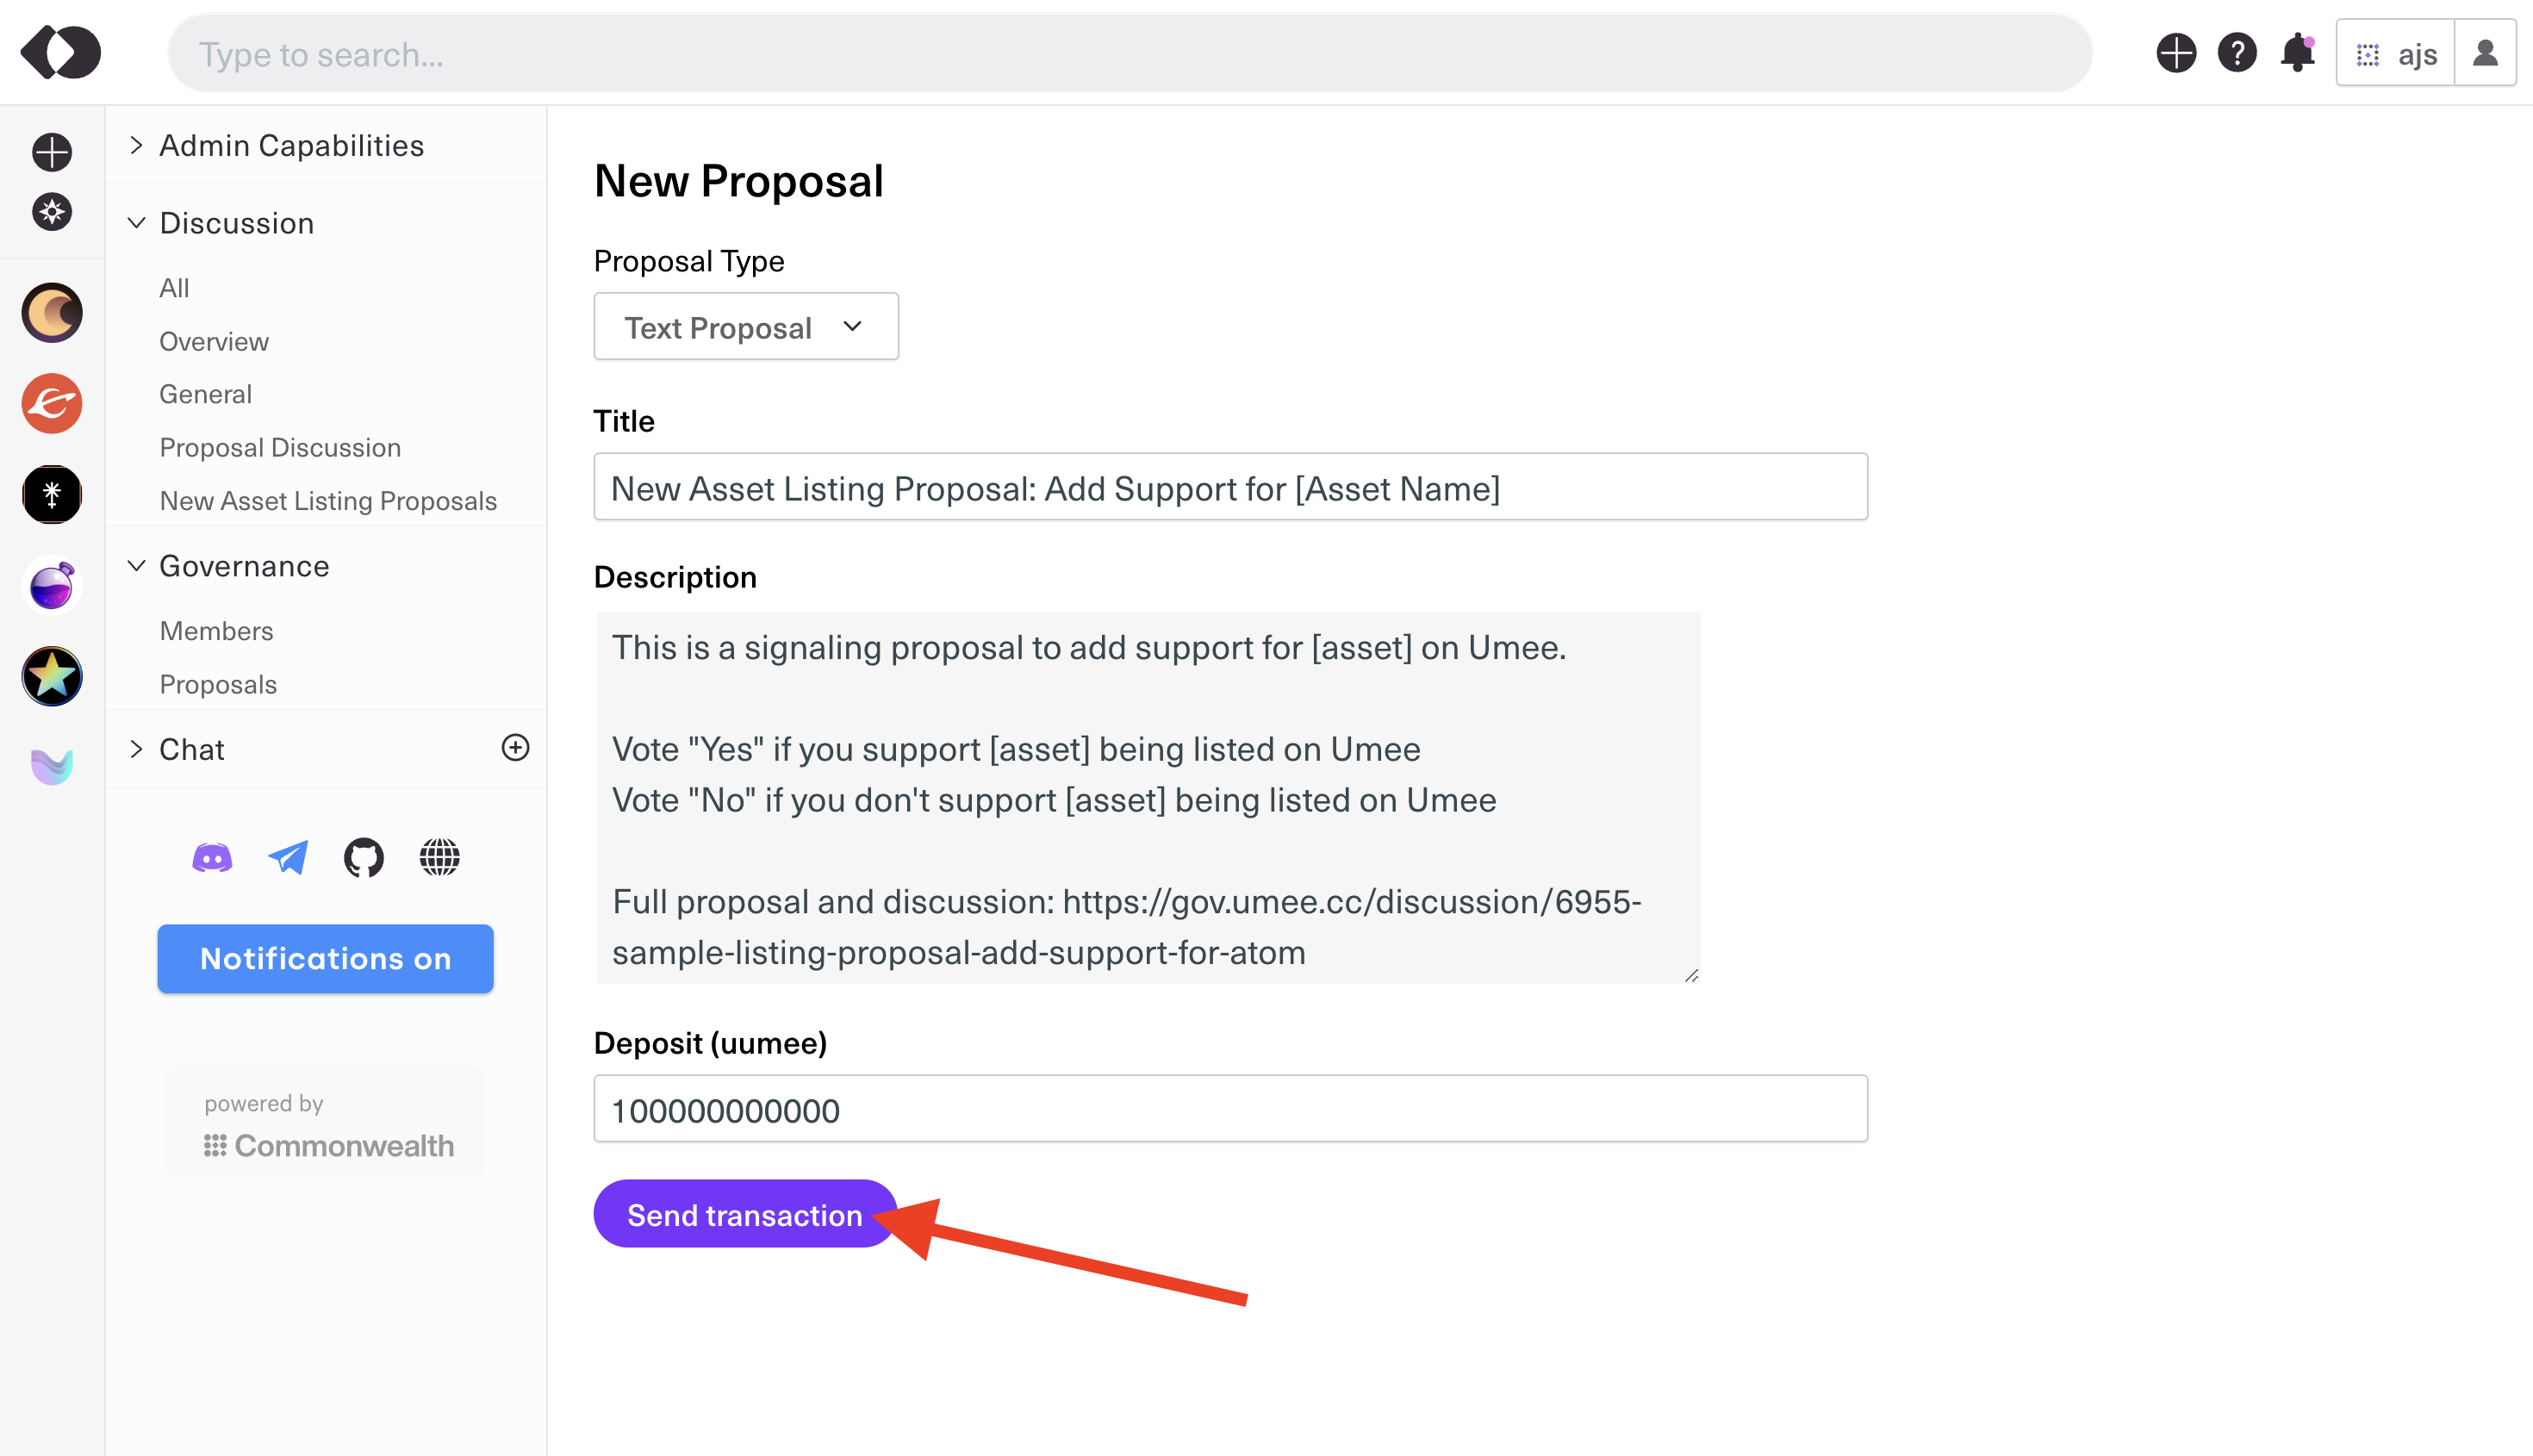 Type to search...
ajs
Admin Capabilities
Discussion
All
Overview
General
Proposal Discussion
New Asset Listing Proposals
Governance
Members
Proposals
Chat
Notifications on
powered by
Commonwealth
New Proposal
Proposal Type
Text Proposal
Title
New Asset Listing Proposal: Add Support for [Asset Name]
Description
This is a signaling proposal to add support for [asset] on Umee.
Vote "Yes" if you support [asset] being listed on Umee
Vote "No" if you don't support [asset] being listed on Umee
Full proposal and discussion: https://gov.umee.cc/discussion/6955-
sample-listing-proposal-add-support-for-atom
Deposit (uumee)
100000000000
Send transaction